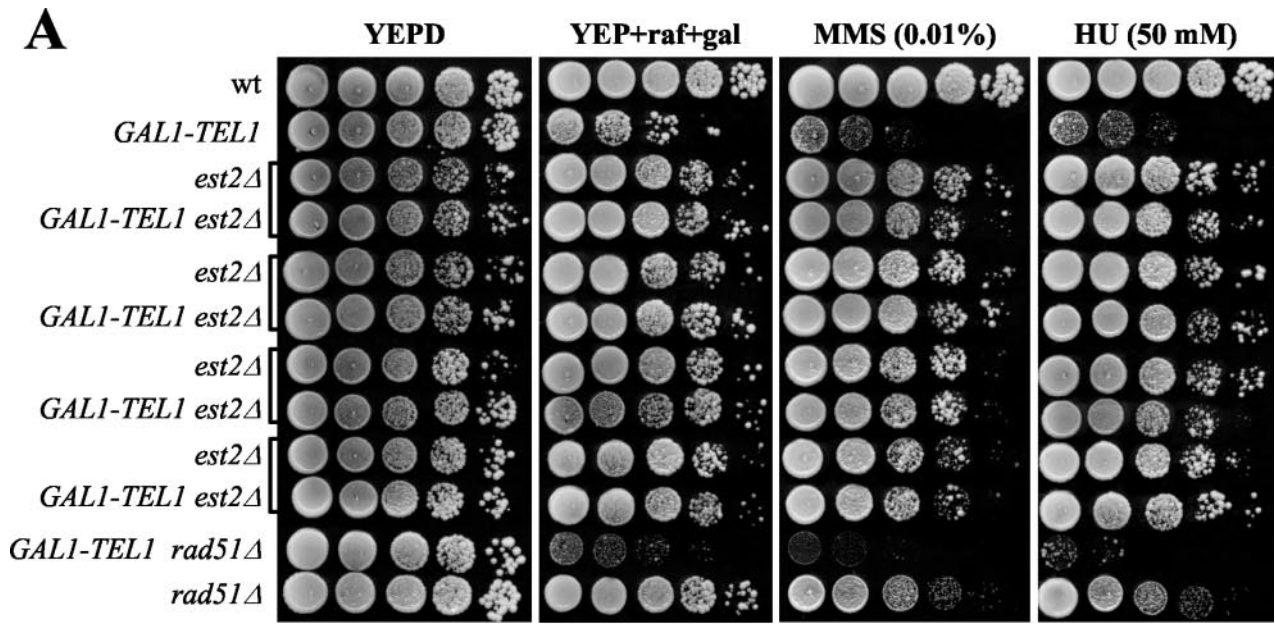 A
YEPD YEP+raf+gal MMS (0.01%) HU (50 mM)
wt
GAL1-TEL1
est2Δ
GAL1-TEL1 est2Δ
est2Δ
GAL1-TEL1 est2Δ
est2Δ
GAL1-TEL1 est2Δ
est2Δ
GAL1-TEL1 est2Δ
GAL1-TEL1 rad51Δ
rad51Δ